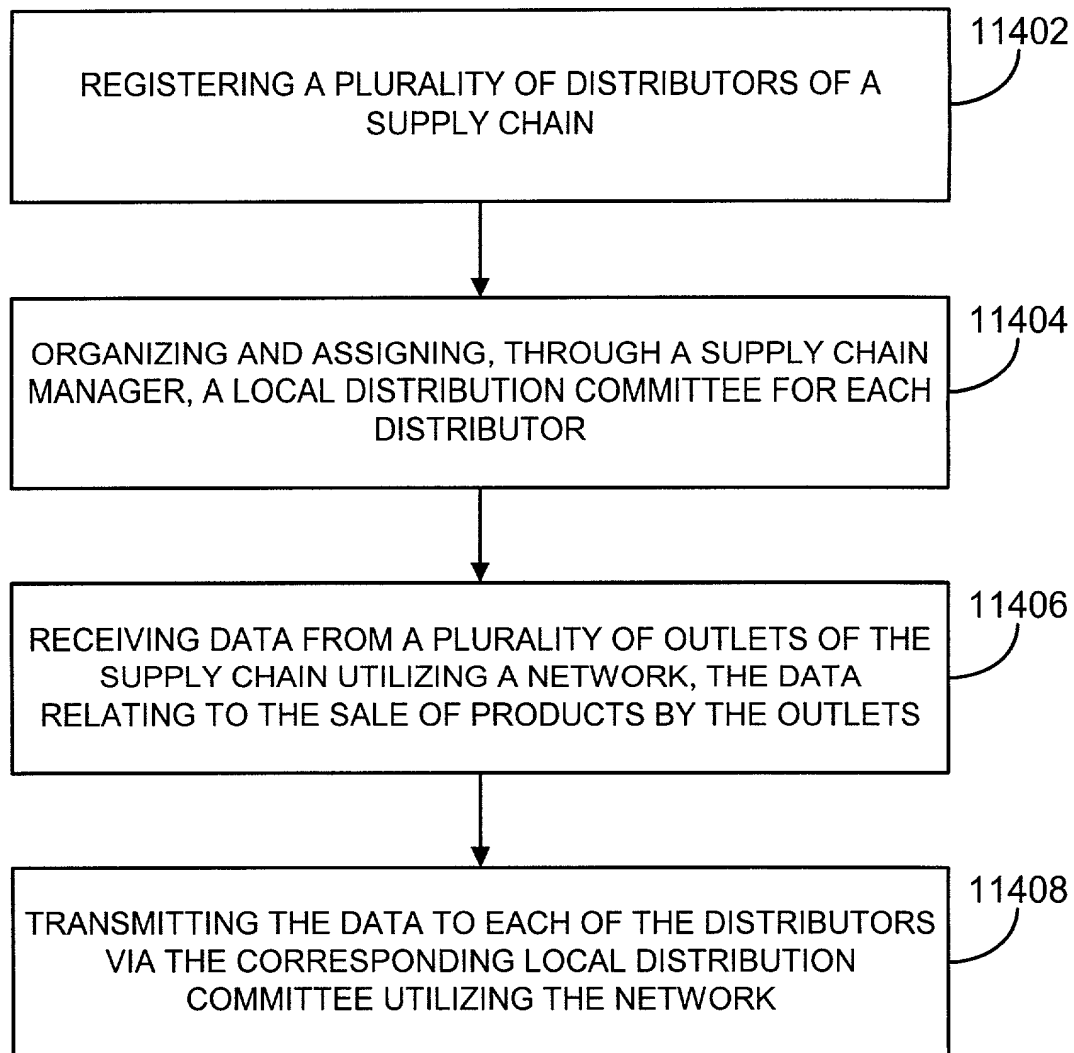 11402
REGISTERING A PLURALITY OF DISTRIBUTORS OF A
SUPPLY CHAIN
11404
ORGANIZING AND ASSIGNING, THROUGH A SUPPLY CHAIN
MANAGER, A LOCAL DISTRIBUTION COMMITTEE FOR EACH
DISTRIBUTOR
11406
RECEIVING DATA FROM A PLURALITY OF OUTLETS OF THE
SUPPLY CHAIN UTILIZING A NETWORK, THE DATA
RELATING TO THE SALE OF PRODUCTS BY THE OUTLETS
11408
TRANSMITTING THE DATA TO EACH OF THE DISTRIBUTORS
VIA THE CORRESPONDING LOCAL DISTRIBUTION
COMMITTEE UTILIZING THE NETWORK